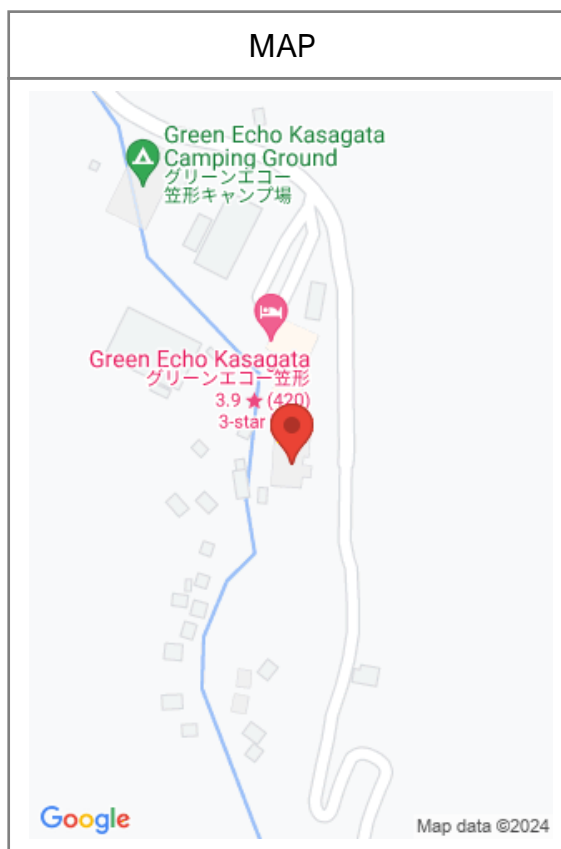 MAP
Green Echo Kasagata
Camping Ground
グリーンエコー
笠形キャンプ場
Green Echo Kasagata
グリーンエコー笠形
3.9 ★ (420)
3-star
Google
Map data ©2024